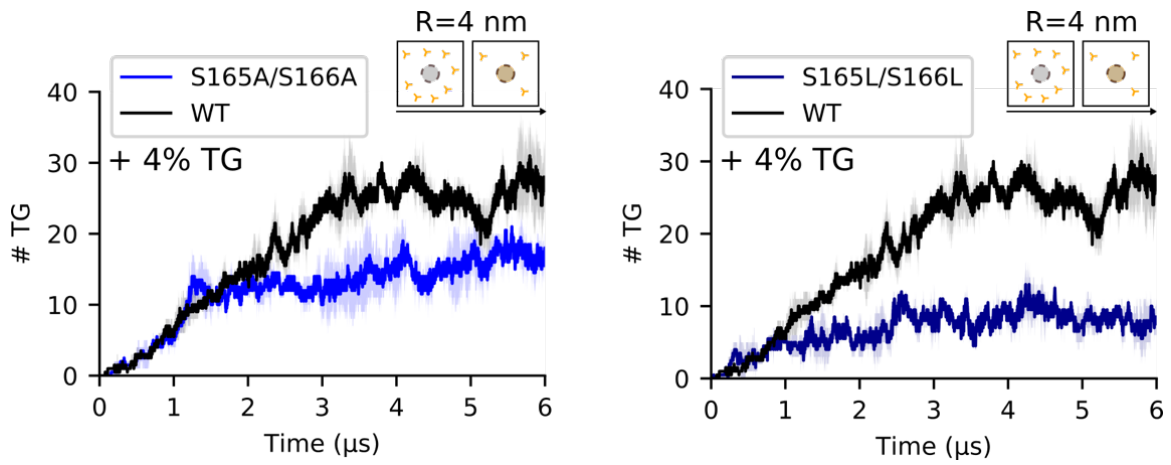 R=4 nm
S165A/S166A
WT
+ 4% TG
# TG
40
30
20
10
0
0 1 2 3 4 5 6
Time (µs)
R=4 nm
S165L/S166L
WT
+ 4% TG
# TG
40
30
20
10
0
0 1 2 3 4 5 6
Time (µs)